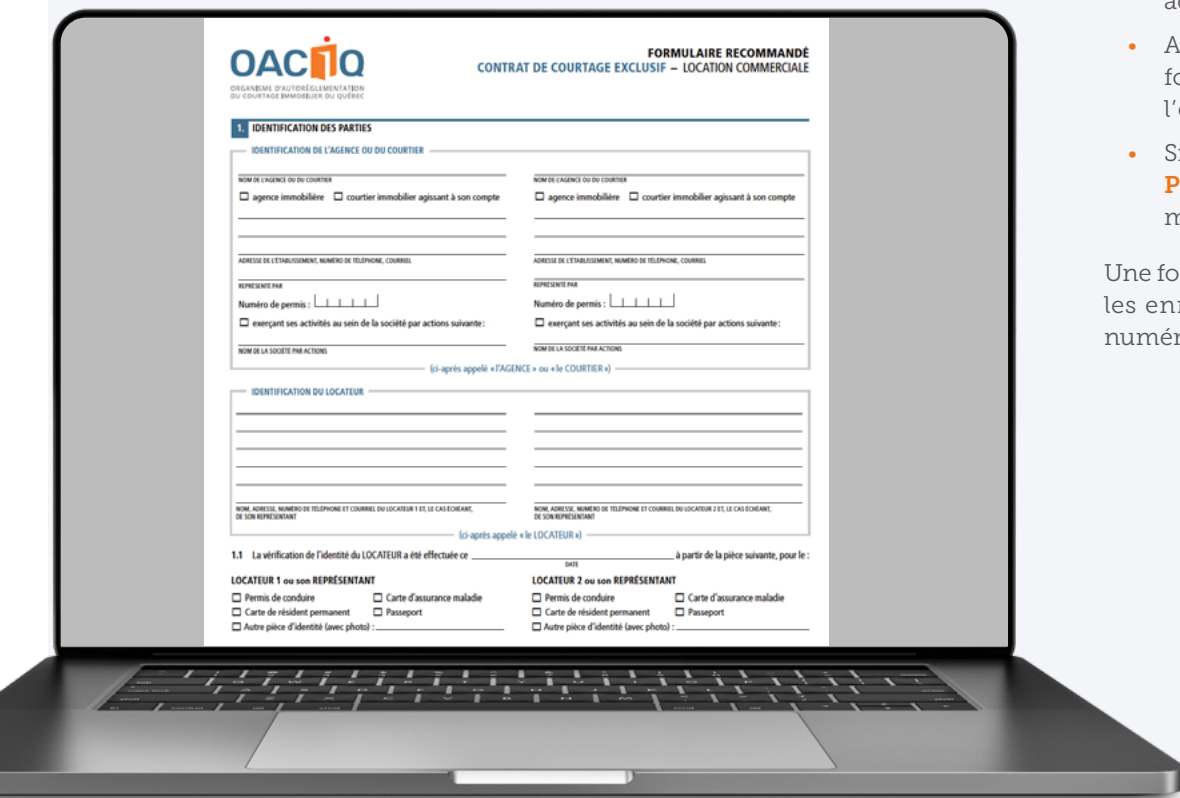 OACIQ
ORGANISME D'AUTORÉGLEMENTATION
DU COURTAGE IMMOBILIER DU QUÉBEC
FORMULAIRE RECOMMANDÉ
CONTRAT DE COURTAGE EXCLUSIF – LOCATION COMMERCIALE
1. IDENTIFICATION DES PARTIES
IDENTIFICATION DE L'AGENCE OU DU COURTIER
NOM DE L'AGENCE OU DU COURTIER
agence immobilière courtier immobilier agissant à son compte
ADRESSE DE L'ÉTABLISSEMENT, NUMÉRO DE TÉLÉPHONE, COURRIEL
REPRÉSENTÉ PAR
Numéro de permis :
exerçant ses activités au sein de la société par actions suivante :
NOM DE LA SOCIÉTÉ PAR ACTIONS
NOM DE L'AGENCE OU DU COURTIER
agence immobilière courtier immobilier agissant à son compte
ADRESSE DE L'ÉTABLISSEMENT, NUMÉRO DE TÉLÉPHONE, COURRIEL
REPRÉSENTÉ PAR
Numéro de permis :
exerçant ses activités au sein de la société par actions suivante :
NOM DE LA SOCIÉTÉ PAR ACTIONS
(ci-après appelé « l'AGENCE » ou « le COURTIER »)
IDENTIFICATION DU LOCATEUR
NOM, ADRESSE, NUMÉRO DE TÉLÉPHONE ET COURRIEL DU LOCATEUR 1 ET, LE CAS ÉCHÉANT,
DE SON REPRÉSENTANT
NOM, ADRESSE, NUMÉRO DE TÉLÉPHONE ET COURRIEL DU LOCATEUR 2 ET, LE CAS ÉCHÉANT,
DE SON REPRÉSENTANT
(ci-après appelé « le LOCATEUR »)
1.1 La vérification de l'identité du LOCATEUR a été effectuée ce à partir de la pièce suivante, pour le :
DATE
LOCATEUR 1 ou son REPRÉSENTANT
Permis de conduire Carte d'assurance maladie
Carte de résident permanent Passeport
Autre pièce d'identité (avec photo) :
LOCATEUR 2 ou son REPRÉSENTANT
Permis de conduire Carte d'assurance maladie
Carte de résident permanent Passeport
Autre pièce d'identité (avec photo) :
Une fo
les enr
numér